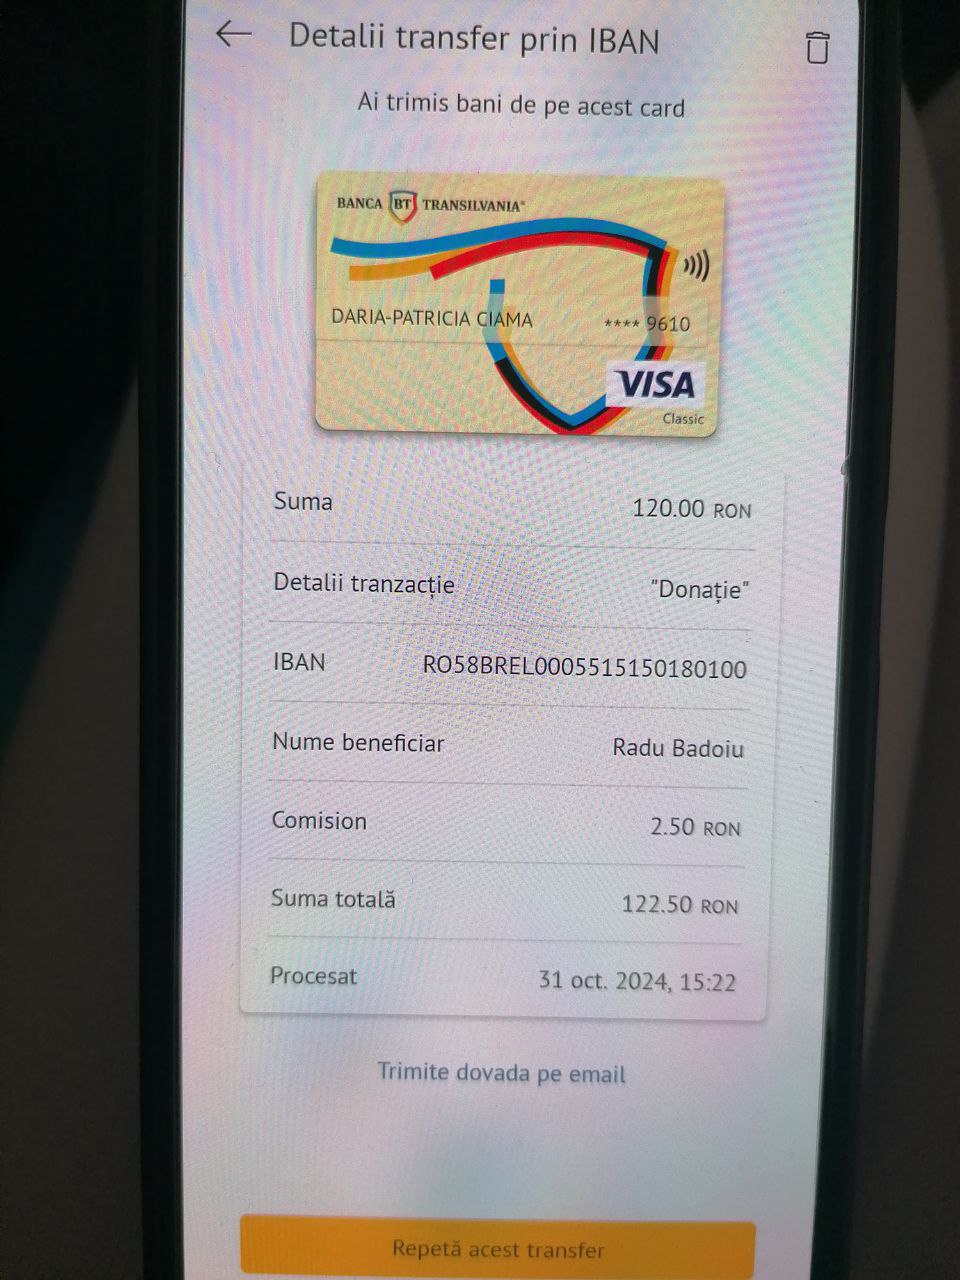 Detalii transfer prin IBAN
Ai trimis bani de pe acest card
BANCA BT TRANSILVANIA®
DARIA-PATRICIA CIAMA **** 9610
VISA
Classic
Suma 120.00 RON
Detalii tranzacție "Donație"
IBAN RO58BREL0005515150180100
Nume beneficiar Radu Badoiu
Comision 2.50 RON
Suma totală 122.50 RON
Procesat 31 oct. 2024, 15:22
Trimite dovada pe email
Repetă acest transfer